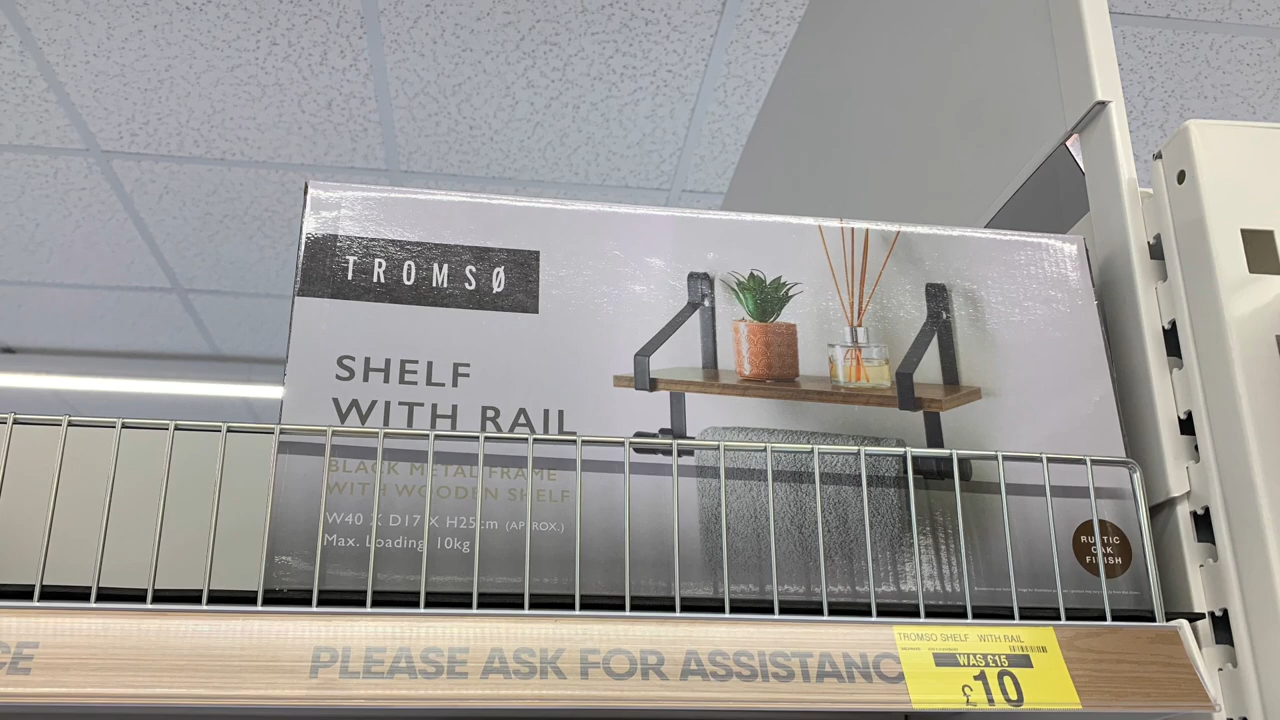 TROMSØ
SHELF
WITH RAIL
BLACK METAL FRAME
WITH WOODEN SHELF
W40 X D17 X H25cm (APPROX.)
Max. Loading 10kg
RUSTIC
OAK
FINISH
CE
PLEASE ASK FOR ASSISTANC
TROMSO SHELF WITH RAIL
WAS £15
£10